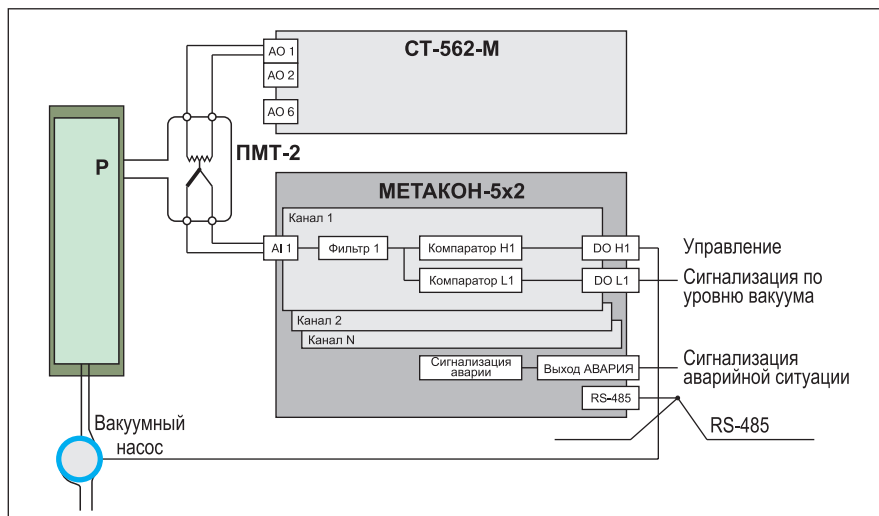 СТ-562-М
АО 1
АО 2
АО 6
ПМТ-2
P
МЕТАКОН-5х2
Канал 1
AI 1
Фильтр 1
Компаратор H1
DO H1
Управление
Компаратор L1
DO L1
Сигнализация по
уровню вакуума
Канал 2
Канал N
Сигнализация
аварии
Выход АВАРИЯ
Сигнализация
аварийной ситуации
RS-485
RS-485
Вакуумный
насос